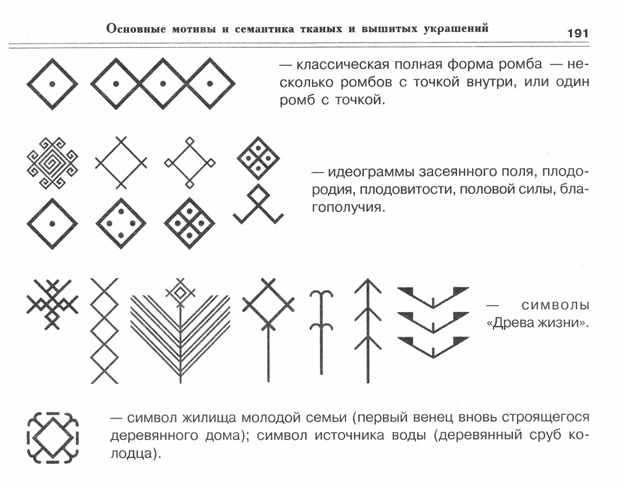 Основные мотивы и семантика тканых и вышитых украшений
191
— классическая полная форма ромба — не-
сколько ромбов с точкой внутри, или один
ромб с точкой.
— идеограммы засеянного поля, плодо-
родия, плодовитости, половой силы, бла-
гополучия.
— символы
«Древа жизни».
— символ жилища молодой семьи (первый венец вновь строящегося
деревянного дома); символ источника воды (деревянный сруб ко-
лодца).